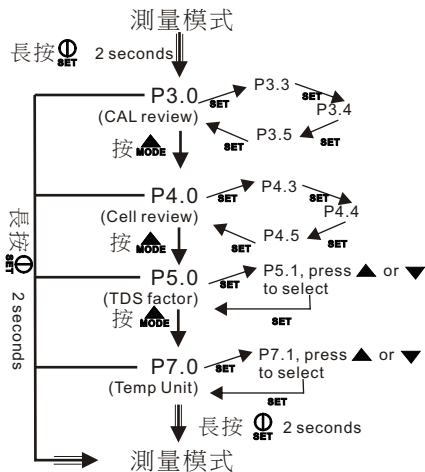 測量模式
長按 SET 2 seconds
P3.0 SET P3.3 SET P3.4
(CAL review) SET P3.5 SET
按 MODE
P4.0 SET P4.3 SET P4.4
(Cell review) SET P4.5 SET
按 MODE
P5.0 SET P5.1, press ▲ or ▼
to select
(TDS factor) SET
按 MODE
P7.0 SET P7.1, press ▲ or ▼
to select
(Temp Unit) SET
長按 SET 2 seconds
長按 SET 2 seconds
測量模式